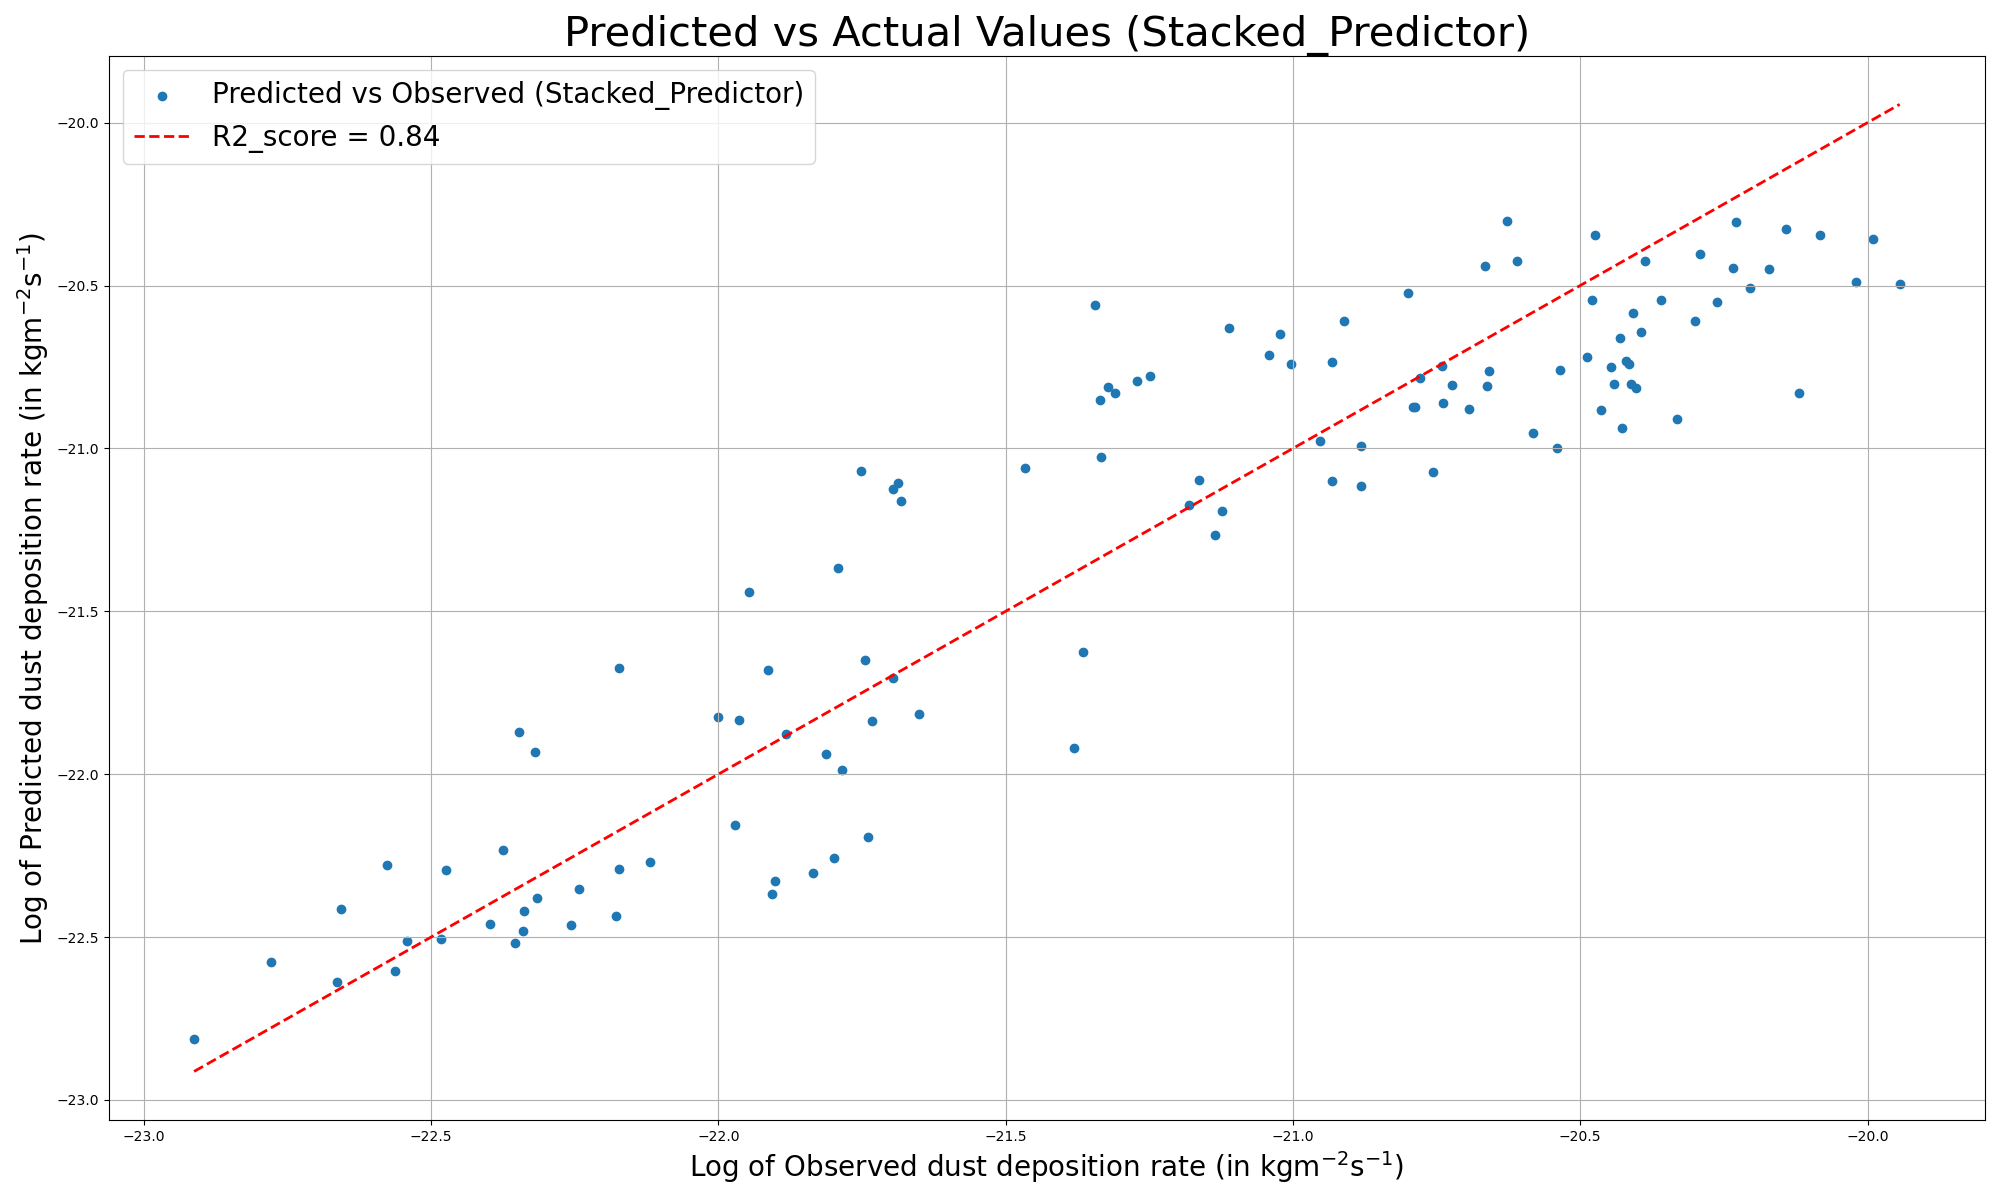 Predicted vs Actual Values (Stacked_Predictor)
Predicted vs Observed (Stacked_Predictor)
R2_score = 0.84
Log of Predicted dust deposition rate (in kgm⁻²s⁻¹)
−20.0
−20.5
−21.0
−21.5
−22.0
−22.5
−23.0
−23.0 −22.5 −22.0 −21.5 −21.0 −20.5 −20.0
Log of Observed dust deposition rate (in kgm⁻²s⁻¹)